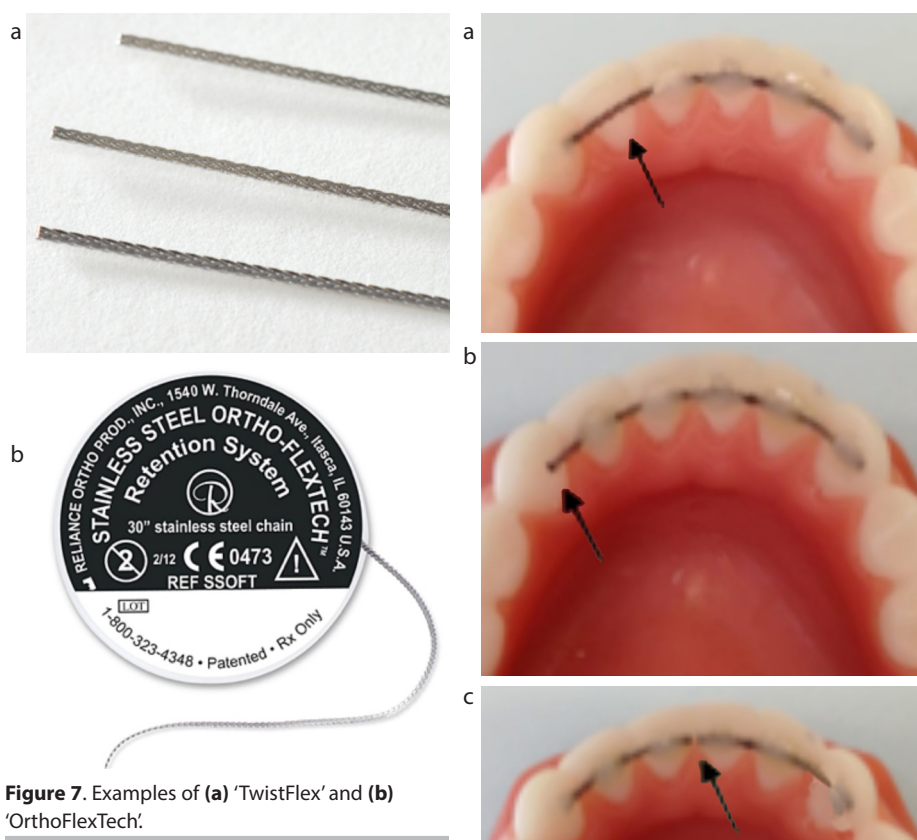 a
b
RELIANCE ORTHO PROD., INC., 1540 W. Thorndale Ave., Itasca, IL 60143 U.S.A.
STAINLESS STEEL ORTHO-FLEXTECH™
Retention System
R
30” stainless steel chain
2
2/12 CE 0473
REF SSOFT
LOT
1-800-323-4348 • Patented • Rx Only
Figure 7. Examples of (a) ‘TwistFlex’ and (b)
‘OrthoFlexTech’.
a
b
c